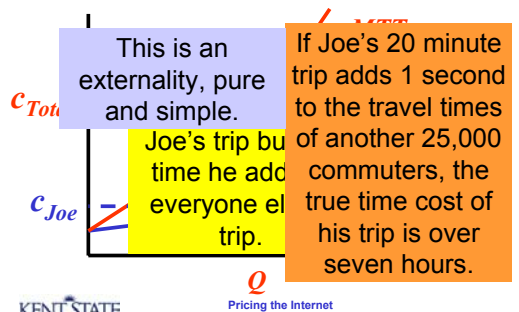 MTT
This is an
externality, pure
and simple.
If Joe's 20 minute
trip adds 1 second
to the travel times
of another 25,000
commuters, the
true time cost of
his trip is over
seven hours.
c
Joe's trip bu
time he add
everyone el
trip.
cJoe
Q
KENT STATE
Pricing the Internet